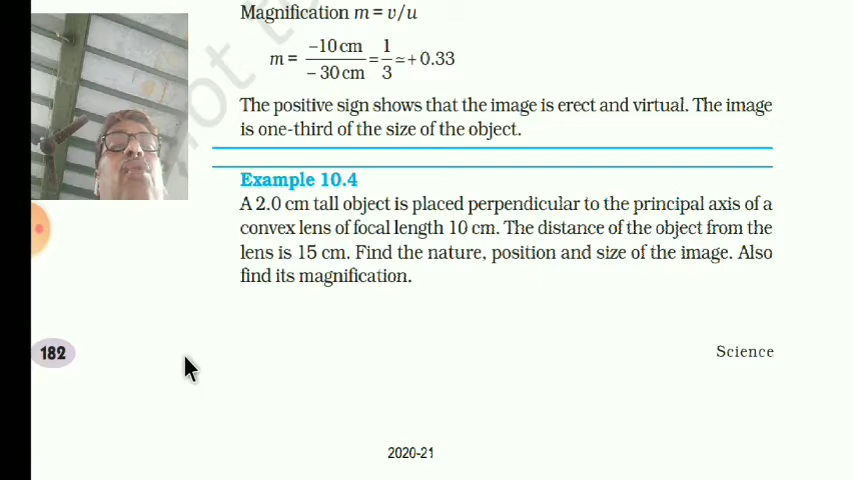 Magnification m = v/u
m = –10 cm / – 30 cm = 1/3 ≃ + 0.33
The positive sign shows that the image is erect and virtual. The image
is one-third of the size of the object.
Example 10.4
A 2.0 cm tall object is placed perpendicular to the principal axis of a
convex lens of focal length 10 cm. The distance of the object from the
lens is 15 cm. Find the nature, position and size of the image. Also
find its magnification.
182
Science
2020-21